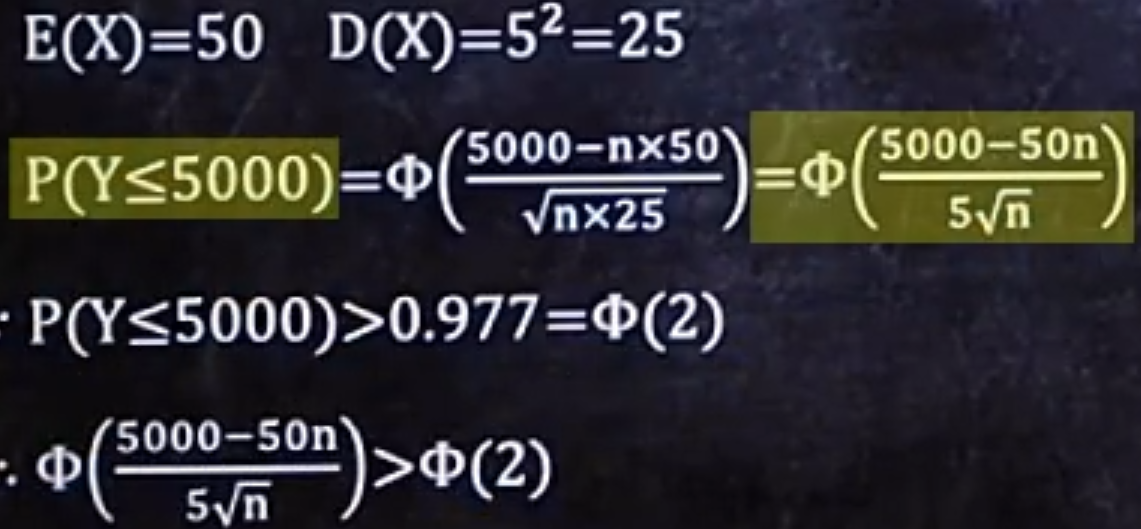 E(X)=50 D(X)=5²=25
P(Y≤5000)=Φ((5000−n×50)/√(n×25))=Φ((5000−50n)/(5√n))
∵ P(Y≤5000)>0.977=Φ(2)
∴ Φ((5000−50n)/(5√n))>Φ(2)